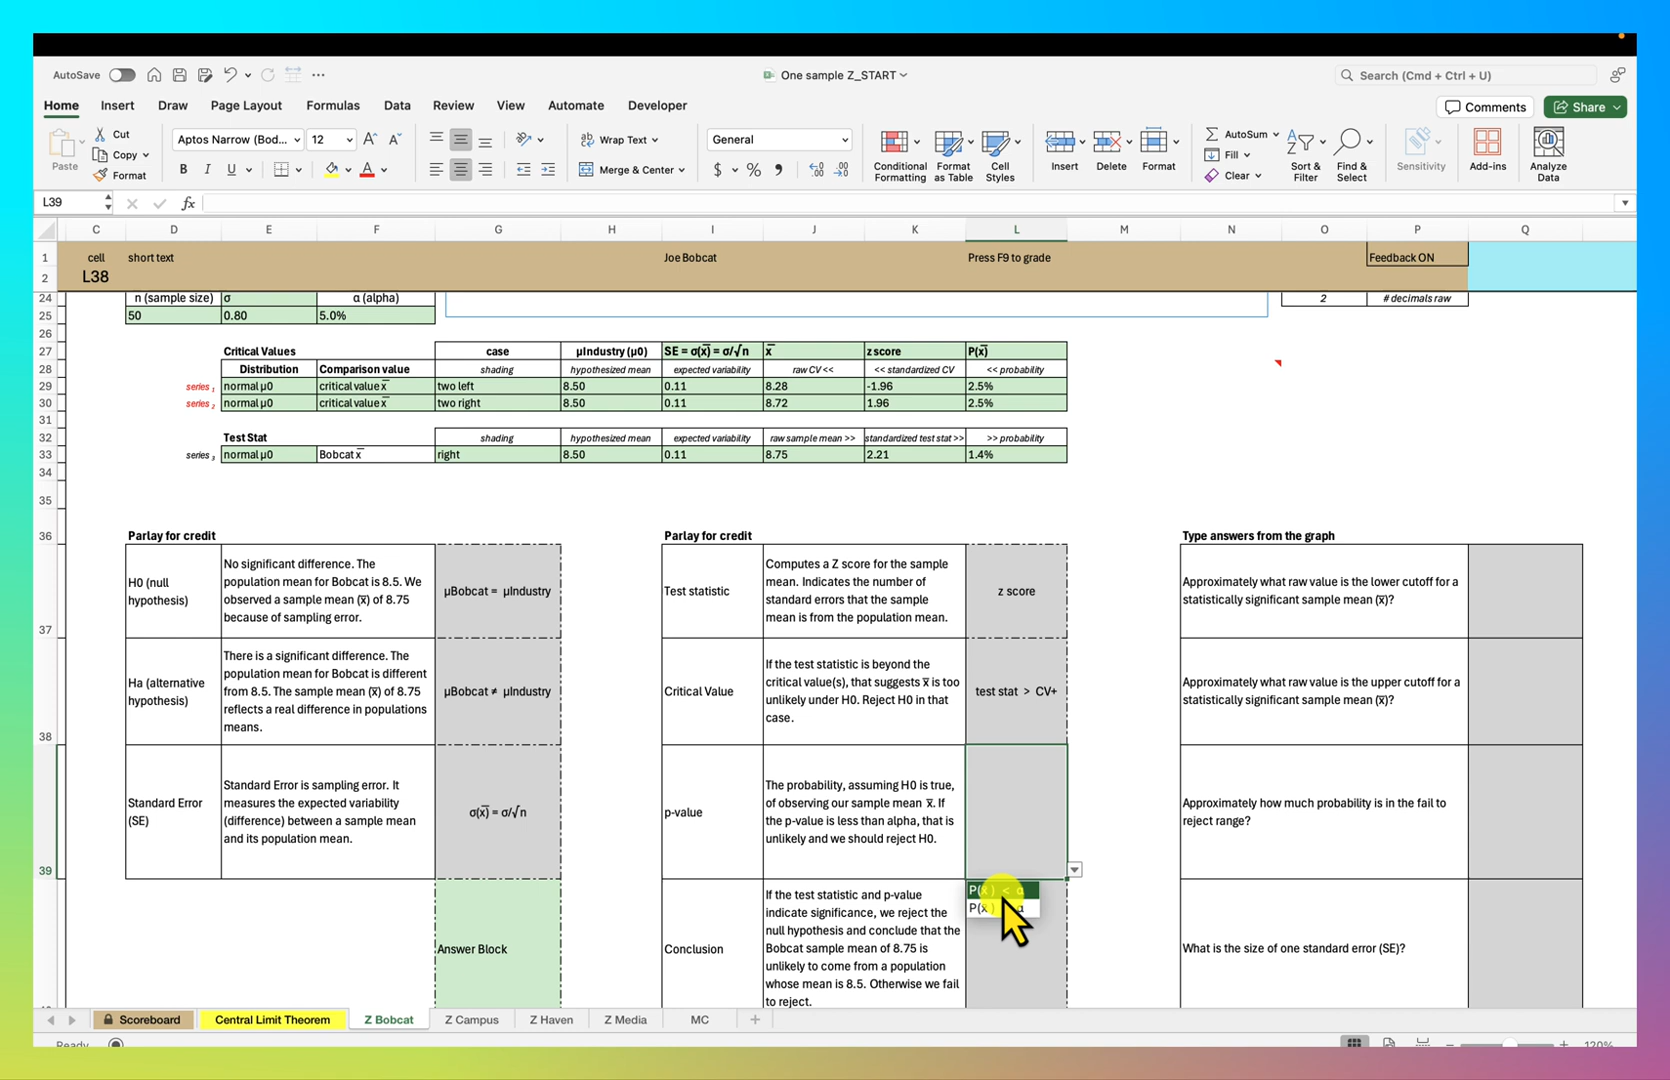 AutoSave
One sample Z_START
Search (Cmd + Ctrl + U)
Home Insert Draw Page Layout Formulas Data Review View Automate Developer
Comments Share
Paste Cut Copy Format
Aptos Narrow (Bod... 12
B I U
Wrap Text
Merge & Center
General
$ % ,
Conditional Formatting
Format as Table
Cell Styles
Insert Delete Format
AutoSum
Fill
Clear
Sort & Filter
Find & Select
Sensitivity
Add-ins
Analyze Data
L39 fx
C D E F G H I J K L M N O P Q
1 cell short text Joe Bobcat Press F9 to grade Feedback ON
2 L38
24 n (sample size) σ α (alpha) 2 # decimals raw
25 50 0.80 5.0%
26
27 Critical Values case µIndustry (µ0) SE = σ(x̅) = σ/√n x̅ z score P(x̅)
28 Distribution Comparison value shading hypothesized mean expected variability raw CV << << standardized CV << probability
29 series 1 normal µ0 critical value x̅ two left 8.50 0.11 8.28 -1.96 2.5%
30 series 2 normal µ0 critical value x̅ two right 8.50 0.11 8.72 1.96 2.5%
31
32 Test Stat shading hypothesized mean expected variability raw sample mean >> standardized test stat >> >> probability
33 series 3 normal µ0 Bobcat x̅ right 8.50 0.11 8.75 2.21 1.4%
34
35
36 Parlay for credit Parlay for credit Type answers from the graph
37
H0 (null hypothesis)
No significant difference. The
population mean for Bobcat is 8.5. We
observed a sample mean (x̅) of 8.75
because of sampling error.
µBobcat = µIndustry
Test statistic
Computes a Z score for the sample
mean. Indicates the number of
standard errors that the sample
mean is from the population mean.
z score
Approximately what raw value is the lower cutoff for a
statistically significant sample mean (x̅)?
38
Ha (alternative hypothesis)
There is a significant difference. The
population mean for Bobcat is different
from 8.5. The sample mean (x̅) of 8.75
reflects a real difference in populations
means.
µBobcat ≠ µIndustry
Critical Value
If the test statistic is beyond the
critical value(s), that suggests x̅ is too
unlikely under H0. Reject H0 in that
case.
test stat > CV+
Approximately what raw value is the upper cutoff for a
statistically significant sample mean (x̅)?
39
Standard Error (SE)
Standard Error is sampling error. It
measures the expected variability
(difference) between a sample mean
and its population mean.
σ(x̅) = σ/√n
p-value
The probability, assuming H0 is true,
of observing our sample mean x̅. If
the p-value is less than alpha, that is
unlikely and we should reject H0.
P(x̅ ) < α
P(x̅ ) α
Approximately how much probability is in the fail to
reject range?
Answer Block
Conclusion
If the test statistic and p-value
indicate significance, we reject the
null hypothesis and conclude that the
Bobcat sample mean of 8.75 is
unlikely to come from a population
whose mean is 8.5. Otherwise we fail
to reject.
What is the size of one standard error (SE)?
Scoreboard Central Limit Theorem Z Bobcat Z Campus Z Haven Z Media MC
Ready 120%